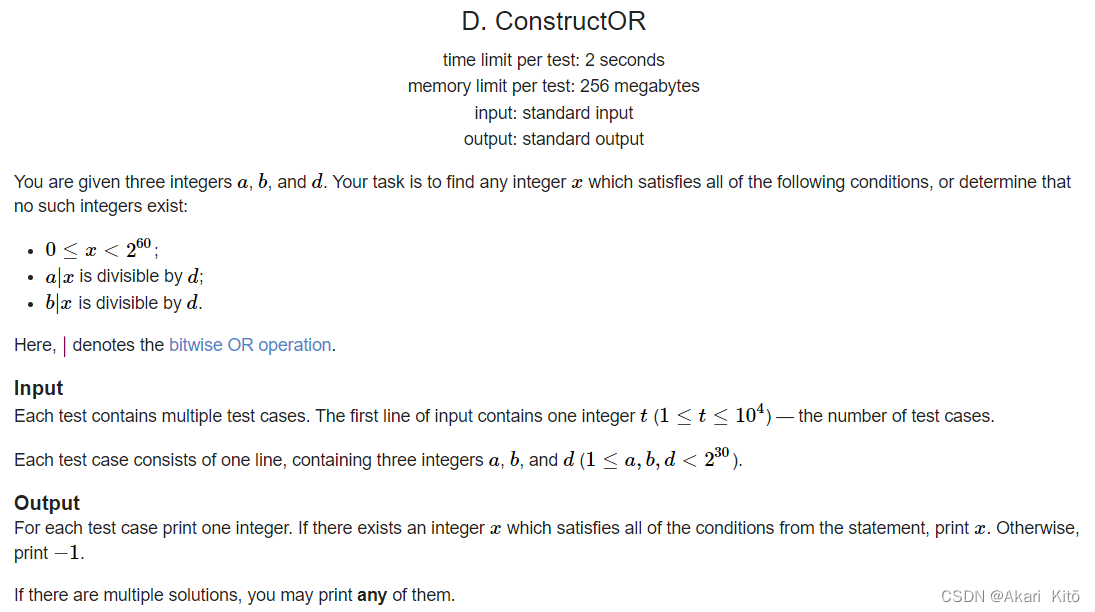 D. ConstructOR
time limit per test: 2 seconds
memory limit per test: 256 megabytes
input: standard input
output: standard output
You are given three integers a, b, and d. Your task is to find any integer x which satisfies all of the following conditions, or determine that
no such integers exist:
• 0 ≤ x < 2^60;
• a|x is divisible by d;
• b|x is divisible by d.
Here, | denotes the bitwise OR operation.
Input
Each test contains multiple test cases. The first line of input contains one integer t (1 ≤ t ≤ 10^4) — the number of test cases.
Each test case consists of one line, containing three integers a, b, and d (1 ≤ a, b, d < 2^30).
Output
For each test case print one integer. If there exists an integer x which satisfies all of the conditions from the statement, print x. Otherwise,
print −1.
If there are multiple solutions, you may print any of them.
CSDN @Akari_Kitō